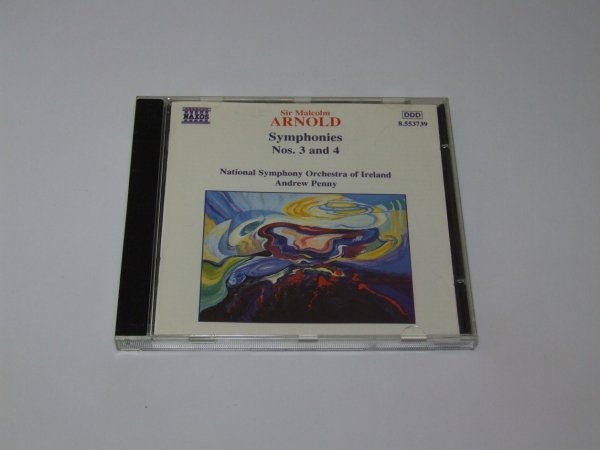 NAXOS
DDD
8.553739
Sir Malcolm
ARNOLD
Symphonies
Nos. 3 and 4
National Symphony Orchestra of Ireland
Andrew Penny